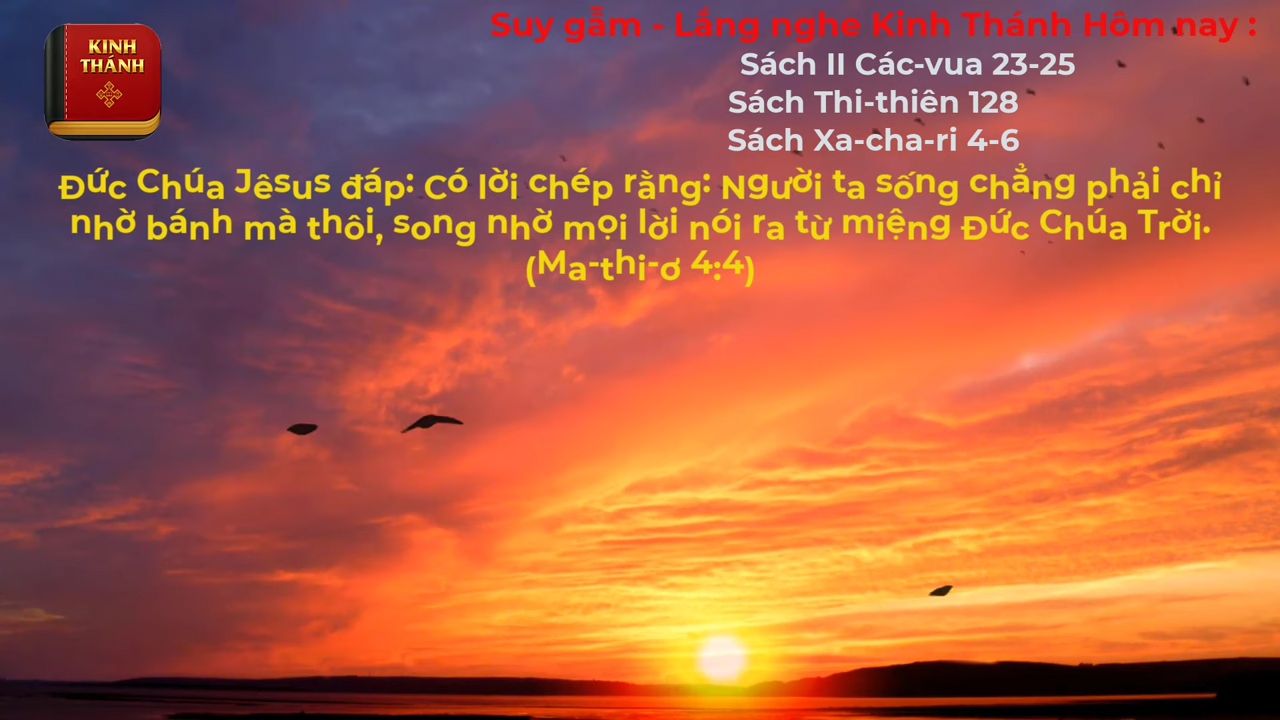 KINH
THÁNH
Suy gẫm - Lắng nghe Kinh Thánh Hôm nay :
Sách II Các-vua 23-25
Sách Thi-thiên 128
Sách Xa-cha-ri 4-6
Đức Chúa Jêsus đáp: Có lời chép rằng: Người ta sống chẳng phải chỉ
nhờ bánh mà thôi, song nhờ mọi lời nói ra từ miệng Đức Chúa Trời.
(Ma-thi-ơ 4:4)